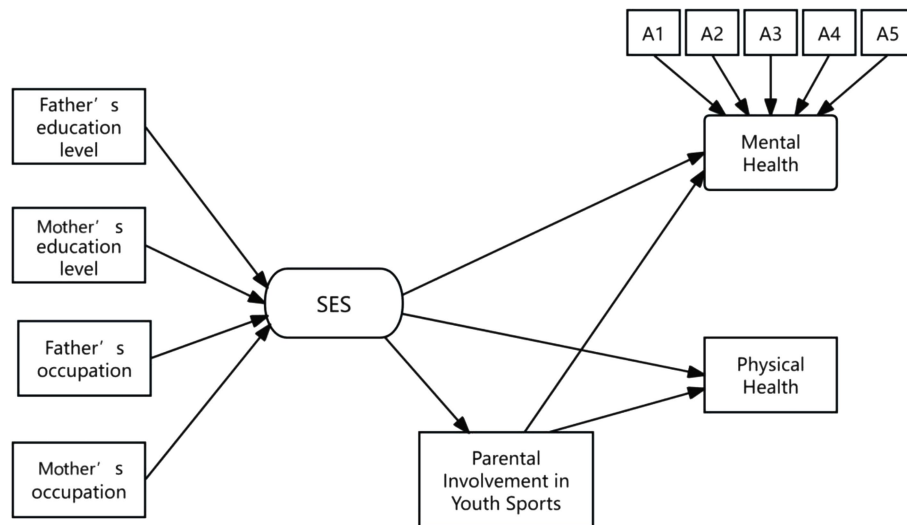 A1
A2
A3
A4
A5
Father’s
education
level
Mental
Health
Mother’s
education
level
SES
Father’s
occupation
Physical
Health
Parental
Involvement in
Youth Sports
Mother’s
occupation